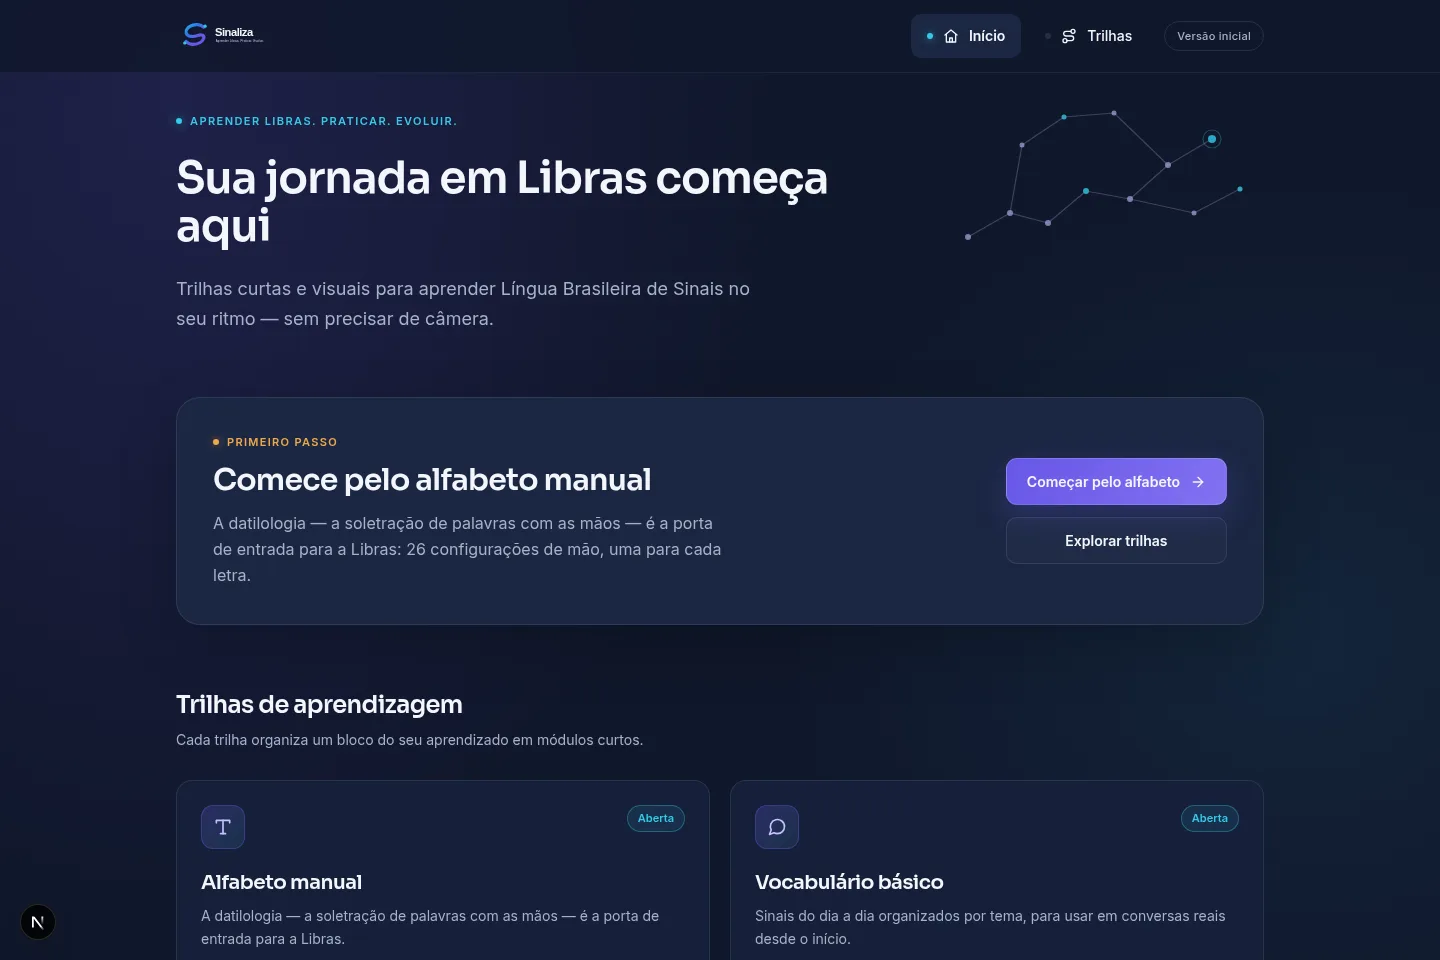 Sinaliza
Início
Trilhas
Versão inicial
APRENDER LIBRAS. PRATICAR. EVOLUIR.
Sua jornada em Libras começa
aqui
Trilhas curtas e visuais para aprender Língua Brasileira de Sinais no
seu ritmo — sem precisar de câmera.
PRIMEIRO PASSO
Comece pelo alfabeto manual
A datilologia — a soletração de palavras com as mãos — é a porta
de entrada para a Libras: 26 configurações de mão, uma para cada
letra.
Começar pelo alfabeto
Explorar trilhas
Trilhas de aprendizagem
Cada trilha organiza um bloco do seu aprendizado em módulos curtos.
Aberta
Alfabeto manual
A datilologia — a soletração de palavras com as mãos — é a porta de
entrada para a Libras.
Aberta
Vocabulário básico
Sinais do dia a dia organizados por tema, para usar em conversas reais
desde o início.
N